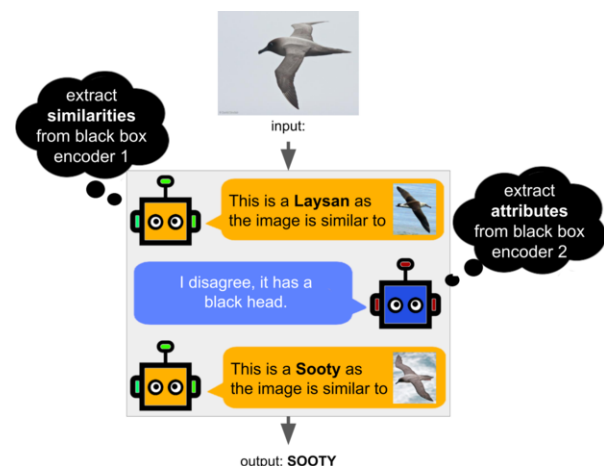 input:
extract
similarities
from black box
encoder 1
This is a Laysan as
the image is similar to
extract
attributes
from black box
encoder 2
I disagree, it has a
black head.
This is a Sooty as
the image is similar to
output: SOOTY